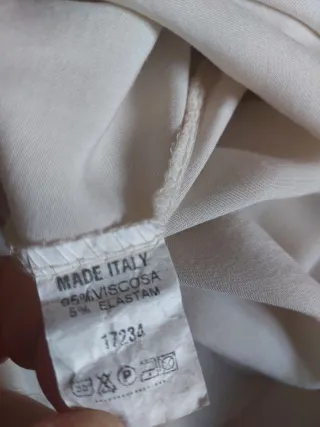 MADE ITALY
95% VISCOSA
5% ELASTAM
17234
P